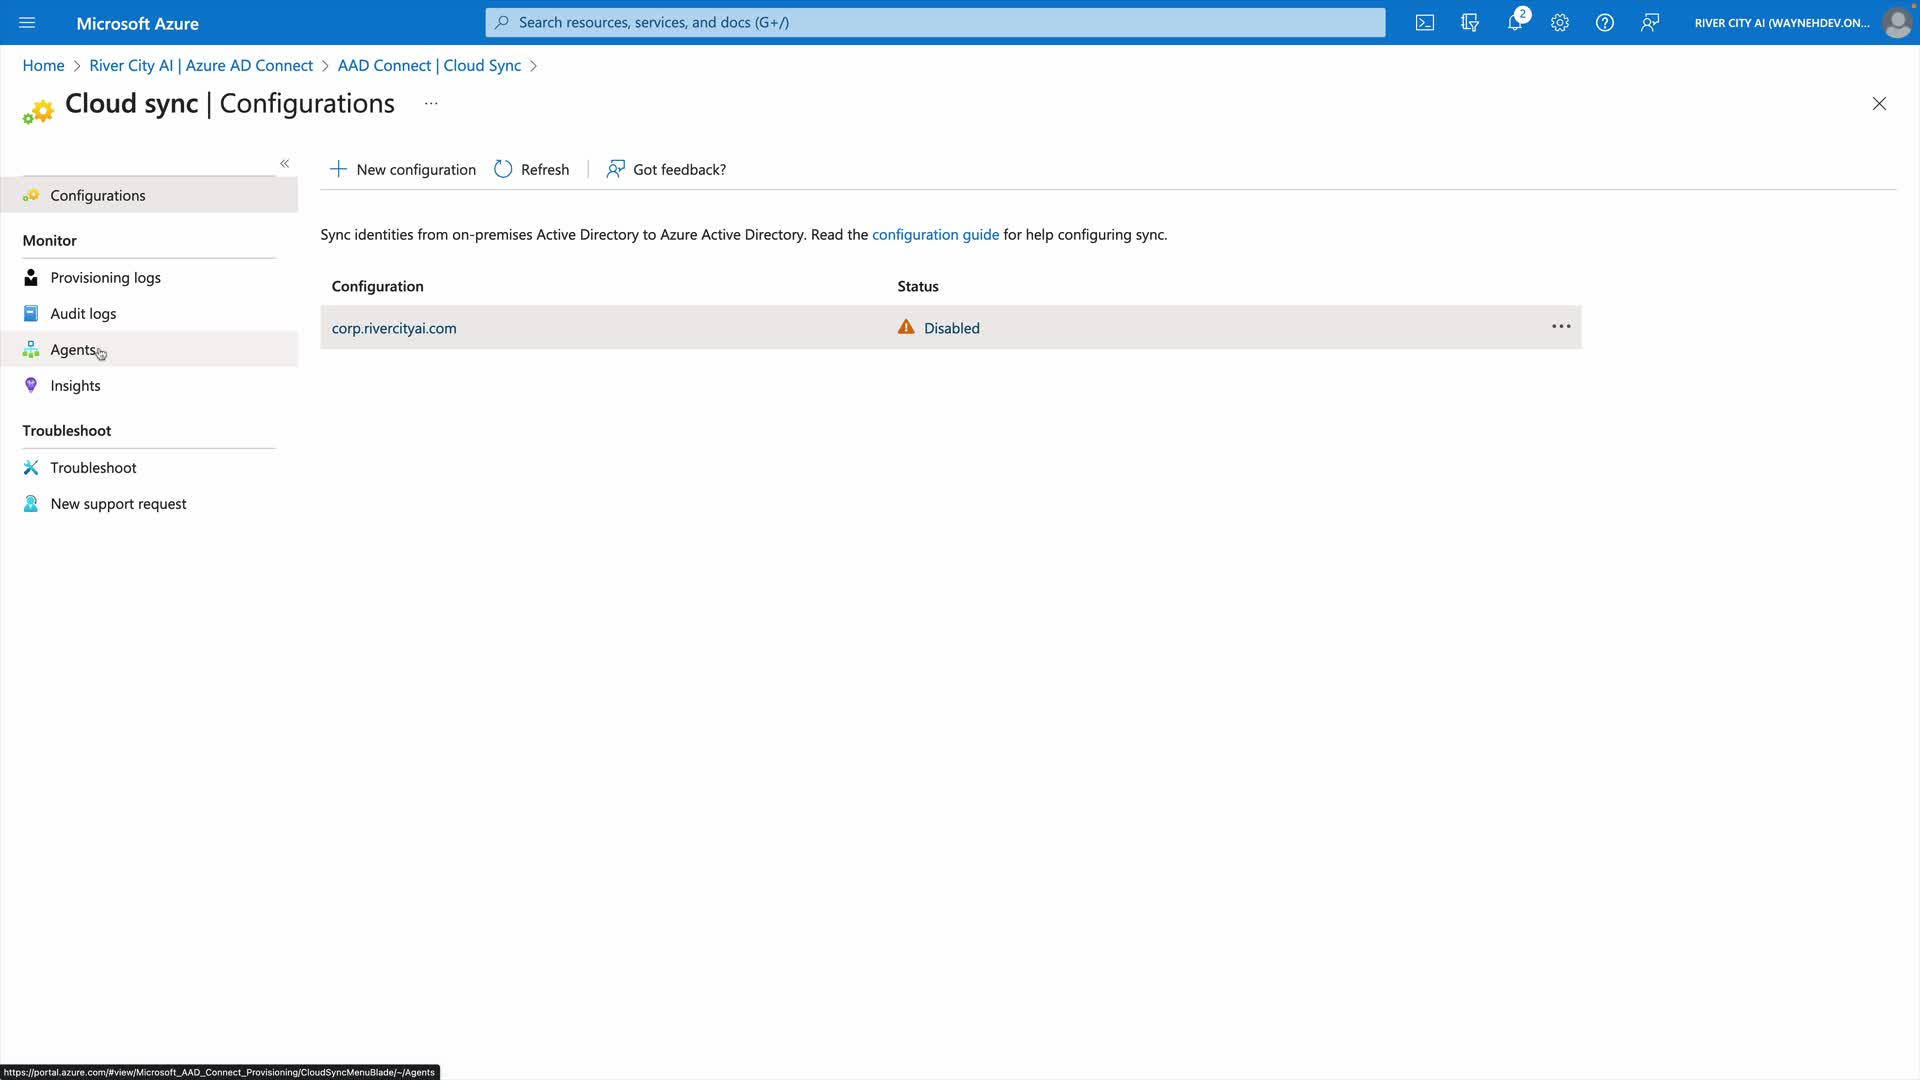 Microsoft Azure
Search resources, services, and docs (G+/)
2
RIVER CITY AI (WAYNEHDEV.ON...
Home > River City AI | Azure AD Connect > AAD Connect | Cloud Sync >
Cloud sync | Configurations ...
«
New configuration
Refresh
Got feedback?
Configurations
Monitor
Provisioning logs
Audit logs
Agents
Insights
Troubleshoot
Troubleshoot
New support request
Sync identities from on-premises Active Directory to Azure Active Directory. Read the configuration guide for help configuring sync.
Configuration Status
corp.rivercityai.com Disabled ...
https://portal.azure.com/#view/Microsoft_AAD_Connect_Provisioning/CloudSyncMenuBlade/~/Agents